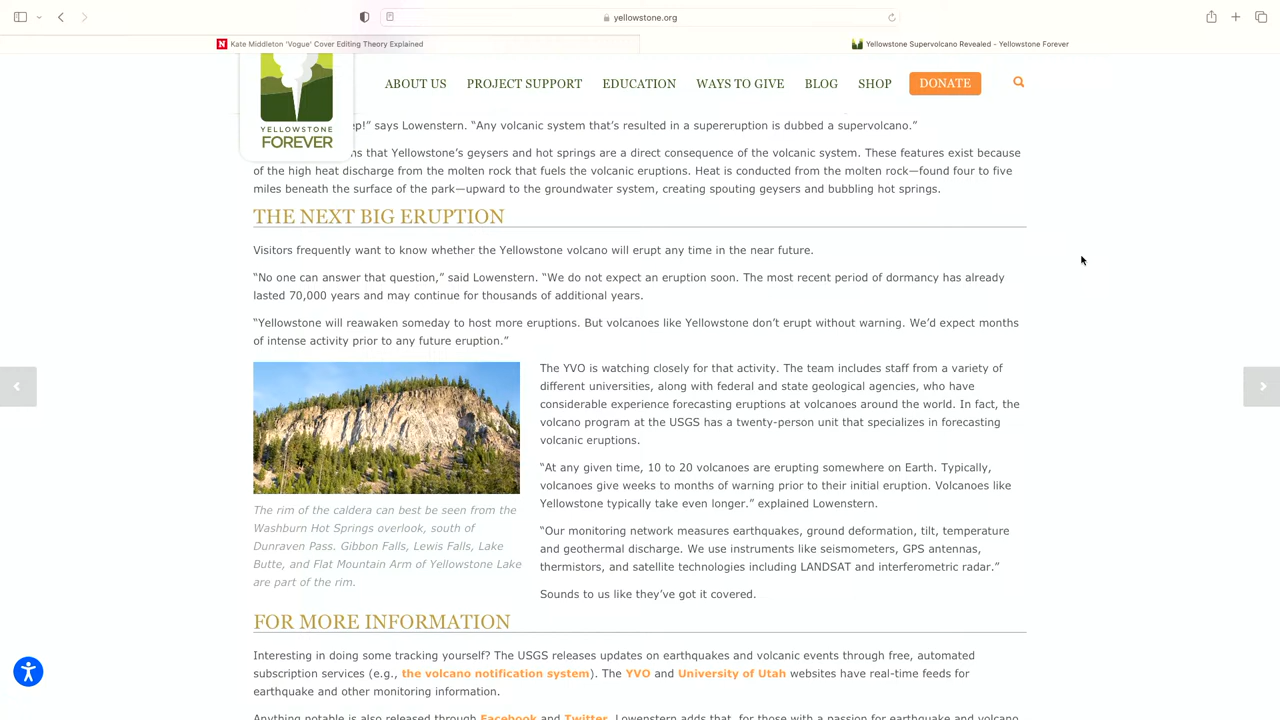 yellowstone.org
Kate Middleton 'Vogue' Cover Editing Theory Explained
Yellowstone Supervolcano Revealed - Yellowstone Forever
YELLOWSTONE
FOREVER
ABOUT US
PROJECT SUPPORT
EDUCATION
WAYS TO GIVE
BLOG
SHOP
DONATE
says Lowenstern. “Any volcanic system that’s resulted in a supereruption is dubbed a supervolcano.”
that Yellowstone’s geysers and hot springs are a direct consequence of the volcanic system. These features exist because
of the high heat discharge from the molten rock that fuels the volcanic eruptions. Heat is conducted from the molten rock—found four to five
miles beneath the surface of the park—upward to the groundwater system, creating spouting geysers and bubbling hot springs.
THE NEXT BIG ERUPTION
Visitors frequently want to know whether the Yellowstone volcano will erupt any time in the near future.
“No one can answer that question,” said Lowenstern. “We do not expect an eruption soon. The most recent period of dormancy has already
lasted 70,000 years and may continue for thousands of additional years.
“Yellowstone will reawaken someday to host more eruptions. But volcanoes like Yellowstone don’t erupt without warning. We’d expect months
of intense activity prior to any future eruption.”
The YVO is watching closely for that activity. The team includes staff from a variety of
different universities, along with federal and state geological agencies, who have
considerable experience forecasting eruptions at volcanoes around the world. In fact, the
volcano program at the USGS has a twenty-person unit that specializes in forecasting
volcanic eruptions.
“At any given time, 10 to 20 volcanoes are erupting somewhere on Earth. Typically,
volcanoes give weeks to months of warning prior to their initial eruption. Volcanoes like
Yellowstone typically take even longer.” explained Lowenstern.
“Our monitoring network measures earthquakes, ground deformation, tilt, temperature
and geothermal discharge. We use instruments like seismometers, GPS antennas,
thermistors, and satellite technologies including LANDSAT and interferometric radar.”
Sounds to us like they’ve got it covered.
The rim of the caldera can best be seen from the
Washburn Hot Springs overlook, south of
Dunraven Pass. Gibbon Falls, Lewis Falls, Lake
Butte, and Flat Mountain Arm of Yellowstone Lake
are part of the rim.
FOR MORE INFORMATION
Interesting in doing some tracking yourself? The USGS releases updates on earthquakes and volcanic events through free, automated
subscription services (e.g., the volcano notification system). The YVO and University of Utah websites have real-time feeds for
earthquake and other monitoring information.
Anything notable is also released through Facebook and Twitter. Lowenstern adds that, for those with a passion for earthquake and volcano